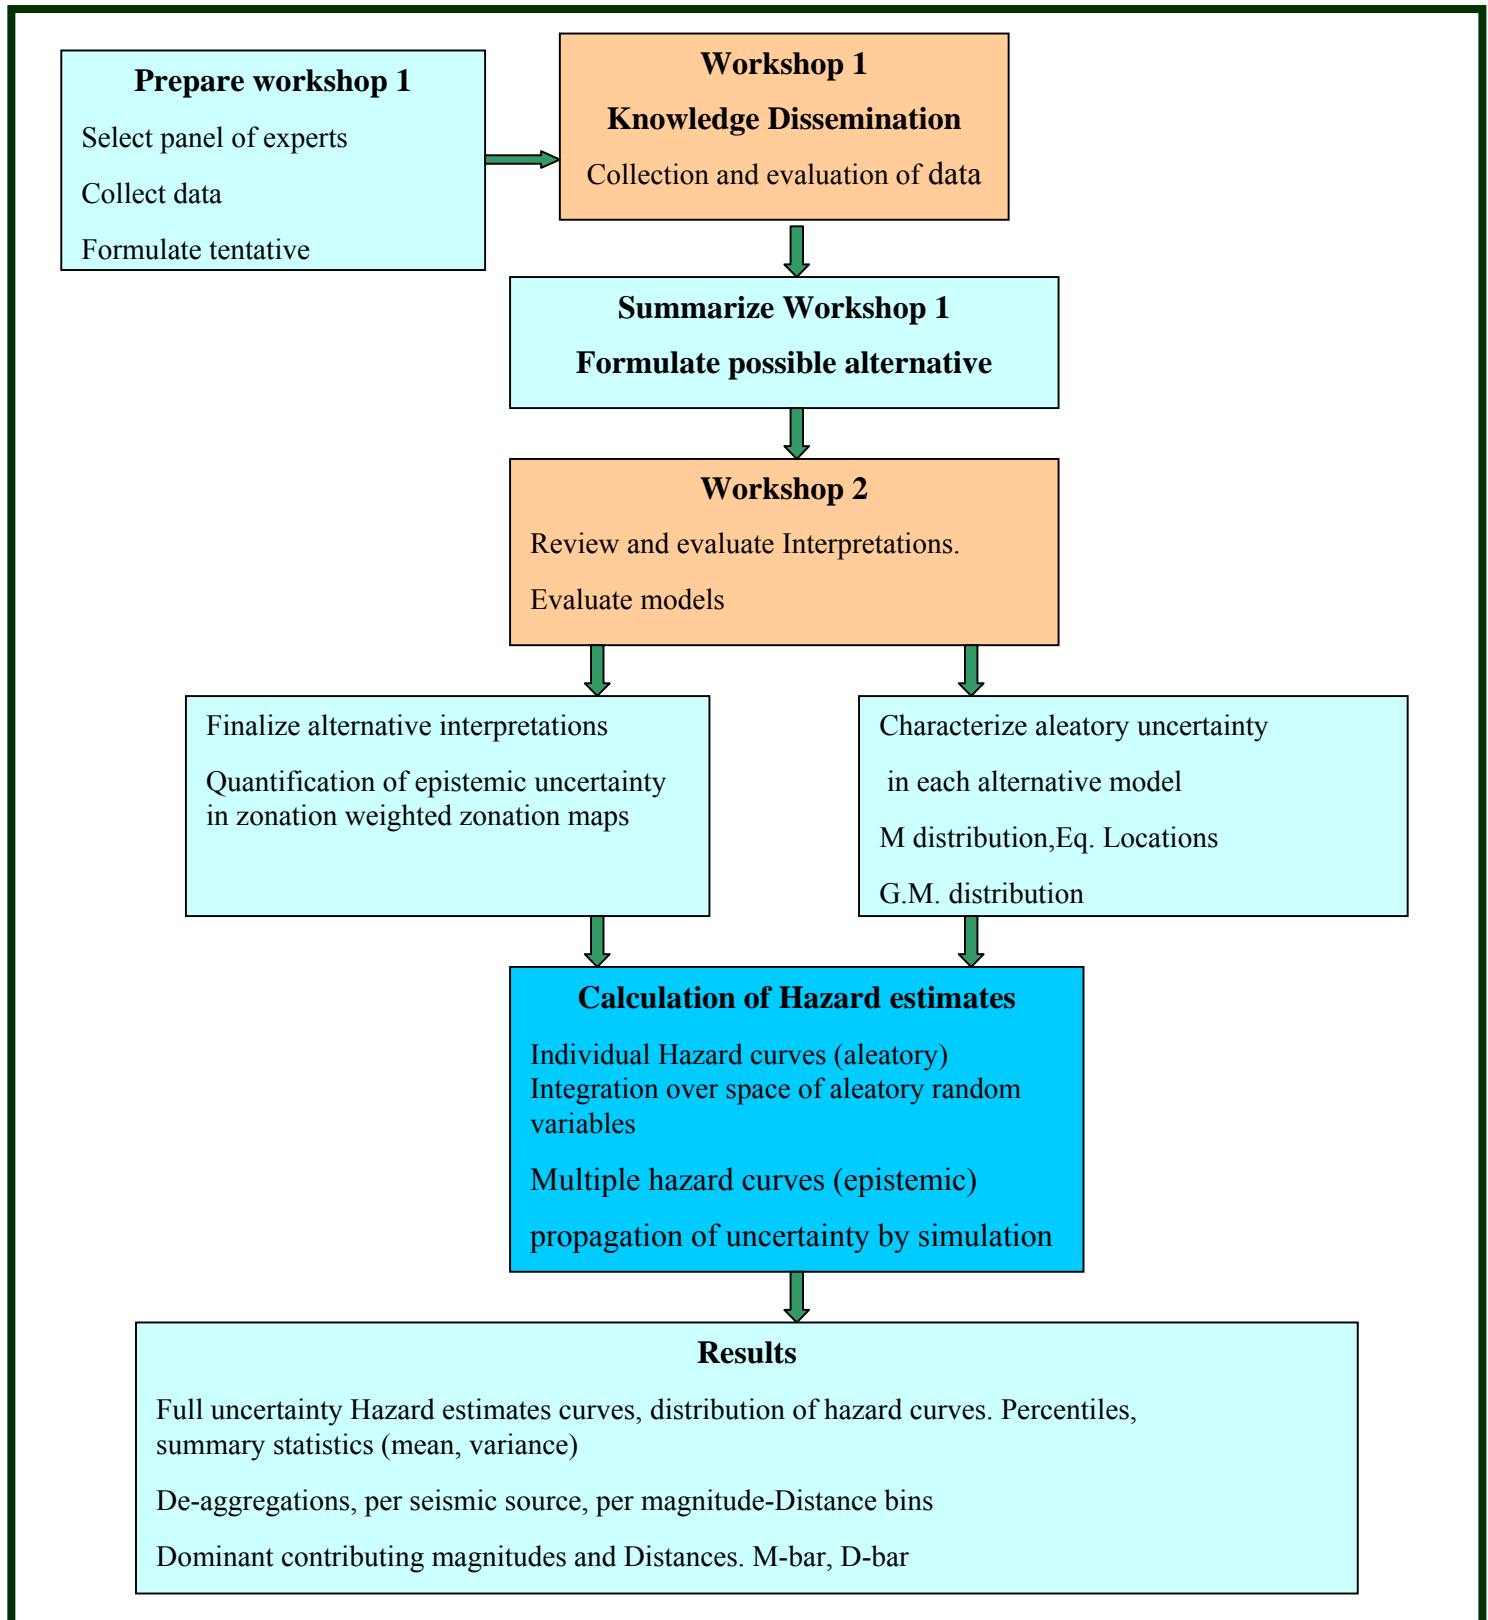 Prepare workshop 1
Select panel of experts
Collect data
Formulate tentative
Workshop 1
Knowledge Dissemination
Collection and evaluation of data
Summarize Workshop 1
Formulate possible alternative
Workshop 2
Review and evaluate Interpretations.
Evaluate models
Finalize alternative interpretations
Quantification of epistemic uncertainty
in zonation weighted zonation maps
Characterize aleatory uncertainty
in each alternative model
M distribution,Eq. Locations
G.M. distribution
Calculation of Hazard estimates
Individual Hazard curves (aleatory)
Integration over space of aleatory random
variables
Multiple hazard curves (epistemic)
propagation of uncertainty by simulation
Results
Full uncertainty Hazard estimates curves, distribution of hazard curves. Percentiles,
summary statistics (mean, variance)
De-aggregations, per seismic source, per magnitude-Distance bins
Dominant contributing magnitudes and Distances. M-bar, D-bar